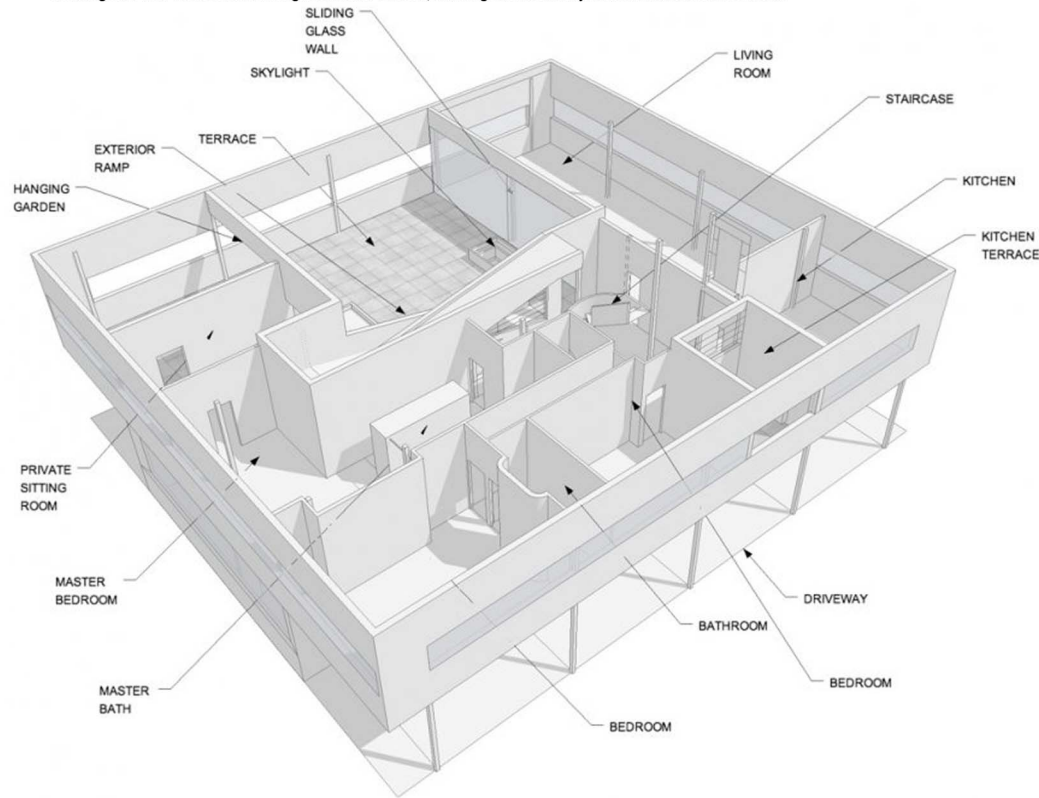 SLIDING
GLASS
WALL
SKYLIGHT
LIVING
ROOM
STAIRCASE
TERRACE
EXTERIOR
RAMP
HANGING
GARDEN
KITCHEN
KITCHEN
TERRACE
PRIVATE
SITTING
ROOM
MASTER
BEDROOM
MASTER
BATH
DRIVEWAY
BATHROOM
BEDROOM
BEDROOM